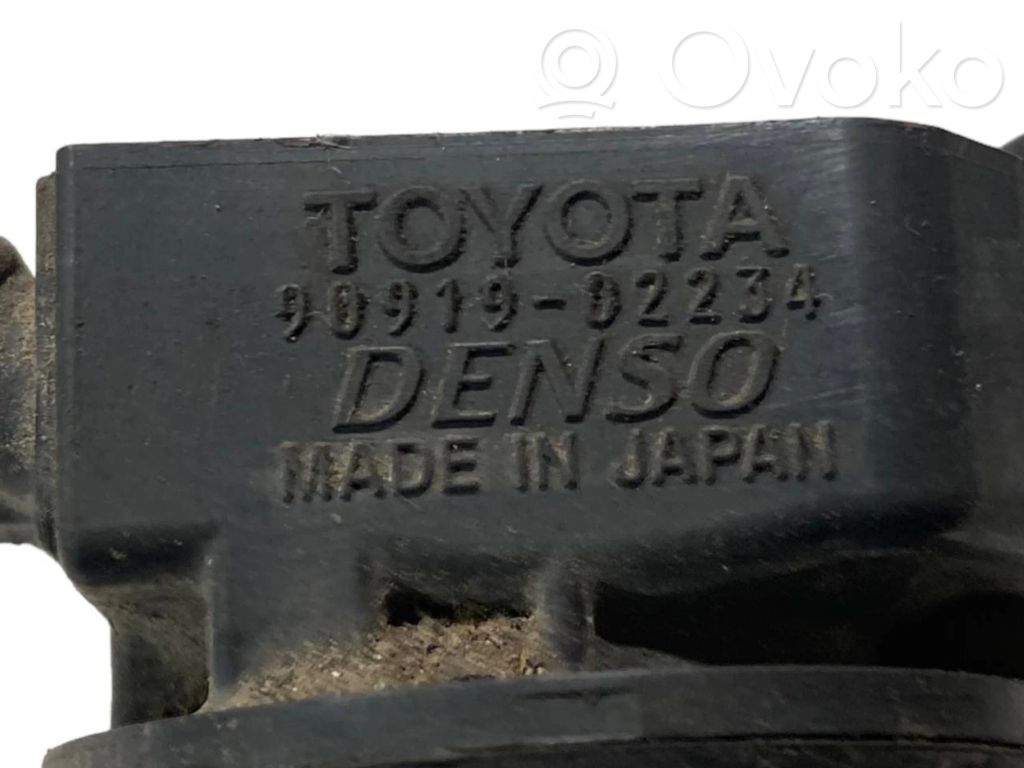 Ovoko
TOYOTA
90919-02234
DENSO
MADE IN JAPAN